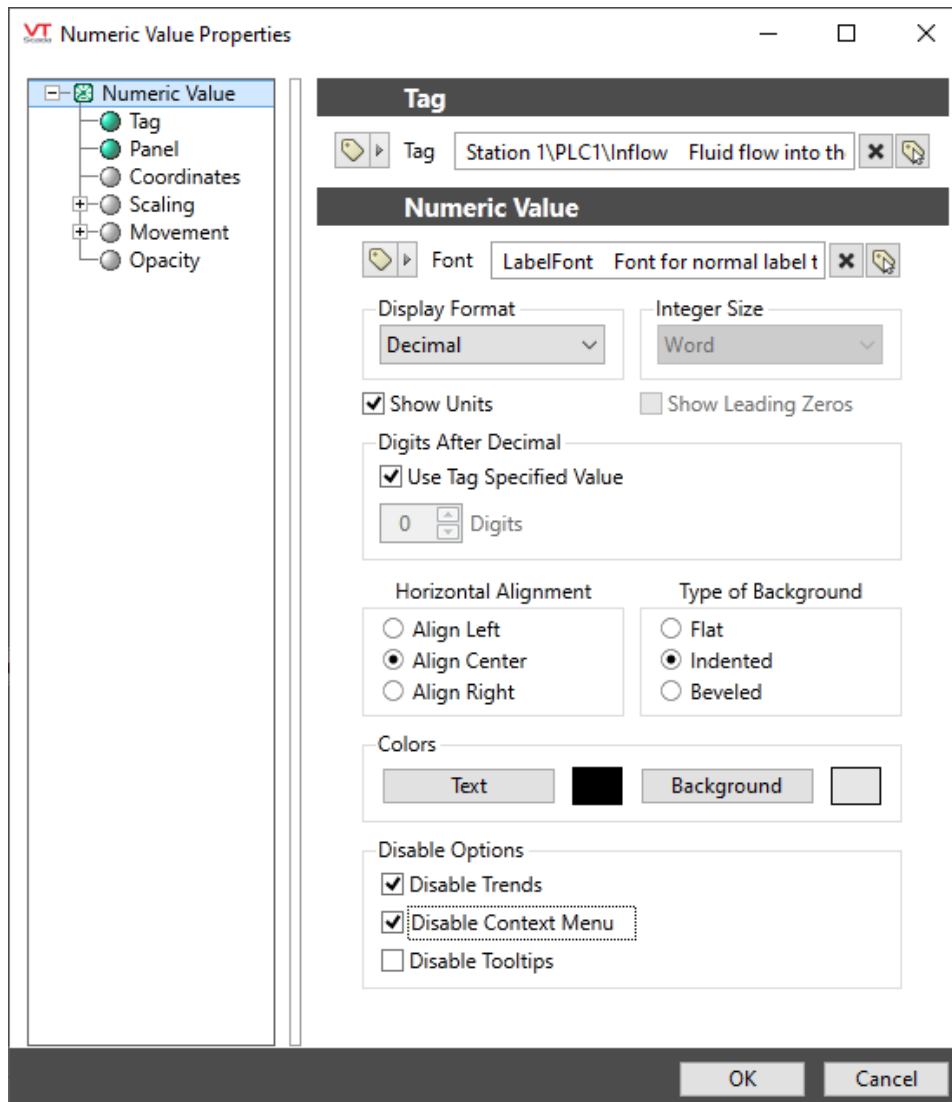 VT Scada Numeric Value Properties
Numeric Value
Tag
Panel
Coordinates
Scaling
Movement
Opacity
Tag
Tag Station 1\PLC1\Inflow Fluid flow into th
Numeric Value
Font LabelFont Font for normal label t
Display Format Integer Size
Decimal Word
Show Units Show Leading Zeros
Digits After Decimal
Use Tag Specified Value
0 Digits
Horizontal Alignment Type of Background
Align Left Flat
Align Center Indented
Align Right Beveled
Colors
Text Background
Disable Options
Disable Trends
Disable Context Menu
Disable Tooltips
OK Cancel